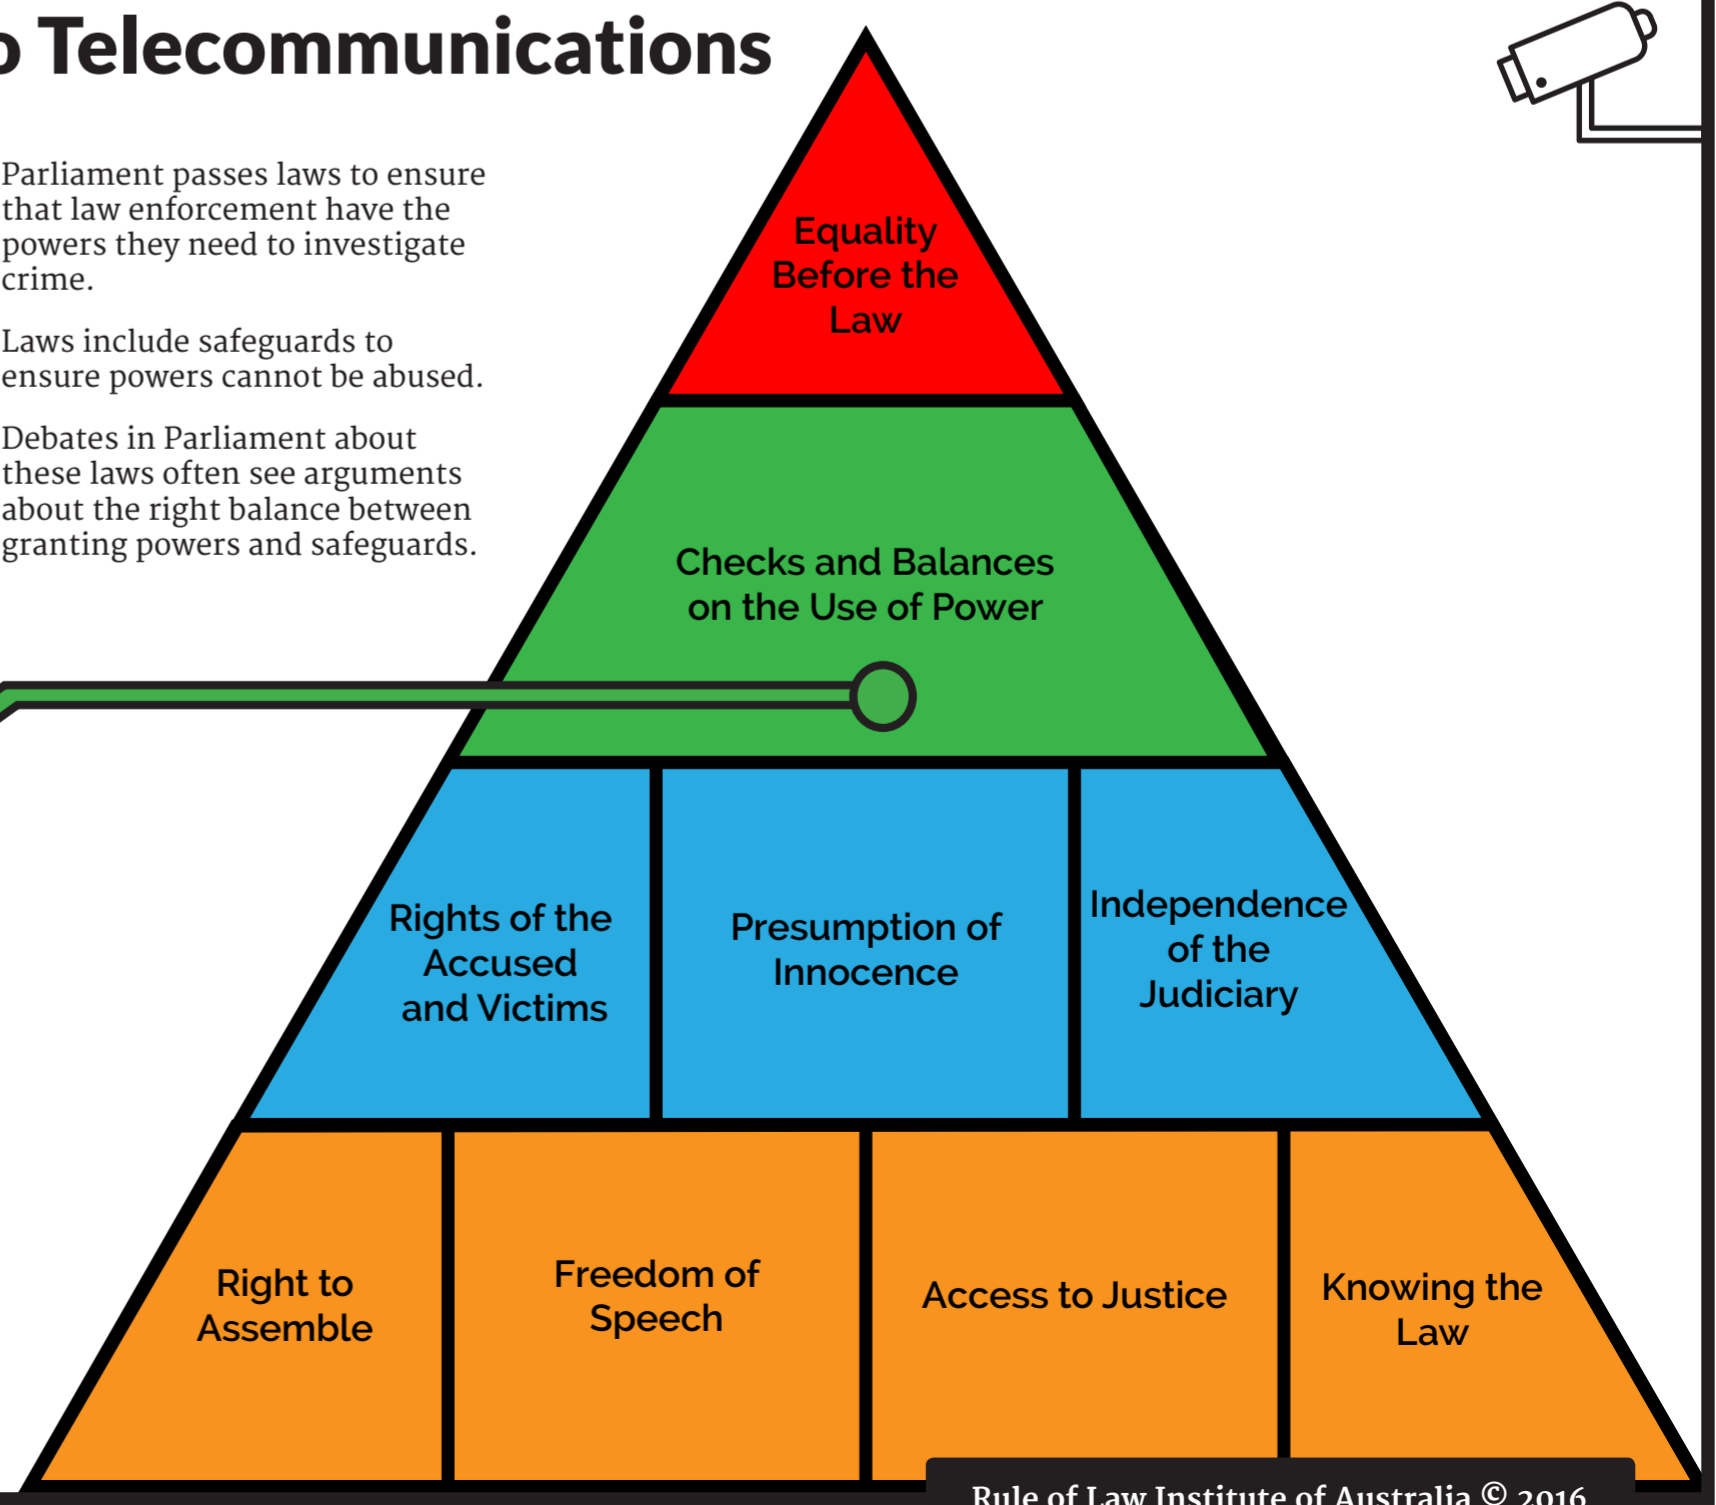 o Telecommunications
Parliament passes laws to ensure
that law enforcement have the
powers they need to investigate
crime.
Laws include safeguards to
ensure powers cannot be abused.
Debates in Parliament about
these laws often see arguments
about the right balance between
granting powers and safeguards.
Equality
Before the
Law
Checks and Balances
on the Use of Power
Rights of the
Accused
and Victims
Presumption of
Innocence
Independence
of the
Judiciary
Right to
Assemble
Freedom of
Speech
Access to Justice
Knowing the
Law
Rule of Law Institute of Australia © 2016